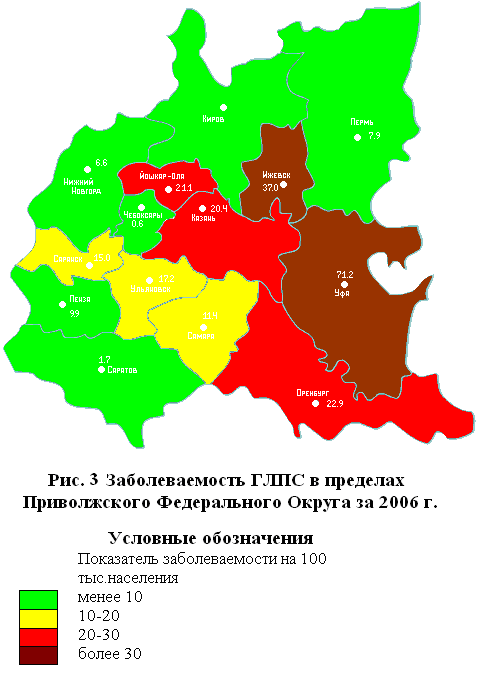 Киров
Пермь
7.9
6.6
Нижний
Новгорд
Йошкар-Ола
21.1
Ижевск
37.0
Чебоксары
0.6
20.4
Казань
71.2
Уфа
Пенза
9.9
1.7
Саратов
Оренбург
22.9
Рис. 3 Заболеваемость ГЛПС в пределах
Приволжского Федерального Округа за 2006 г.
Условные обозначения
Показатель заболеваемости на 100
тыс.населения
менее 10
10-20
20-30
более 30